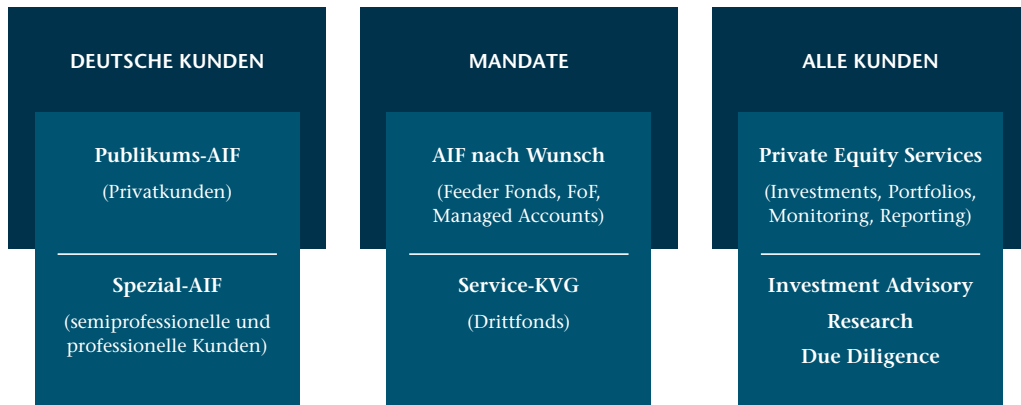 DEUTSCHE KUNDEN
Publikums-AIF
(Privatkunden)
Spezial-AIF
(semiprofessionelle und
professionelle Kunden)
MANDATE
AIF nach Wunsch
(Feeder Fonds, FoF,
Managed Accounts)
Service-KVG
(Drittfonds)
ALLE KUNDEN
Private Equity Services
(Investments, Portfolios,
Monitoring, Reporting)
Investment Advisory
Research
Due Diligence